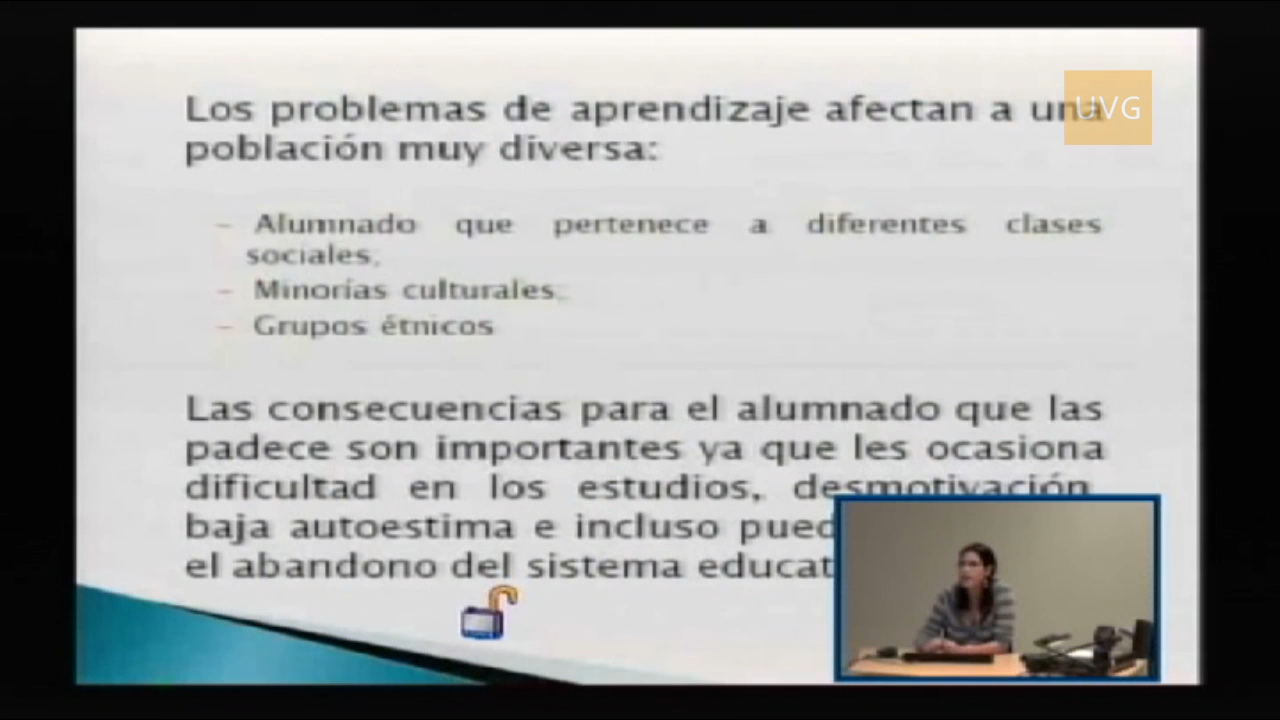 Los problemas de aprendizaje afectan a una
UVG
población muy diversa:
- Alumnado que pertenece a diferentes clases
sociales;
- Minorías culturales;
- Grupos étnicos
Las consecuencias para el alumnado que las
padece son importantes ya que les ocasiona
dificultad en los estudios, desmotivación,
baja autoestima e incluso
el abandono del sistema